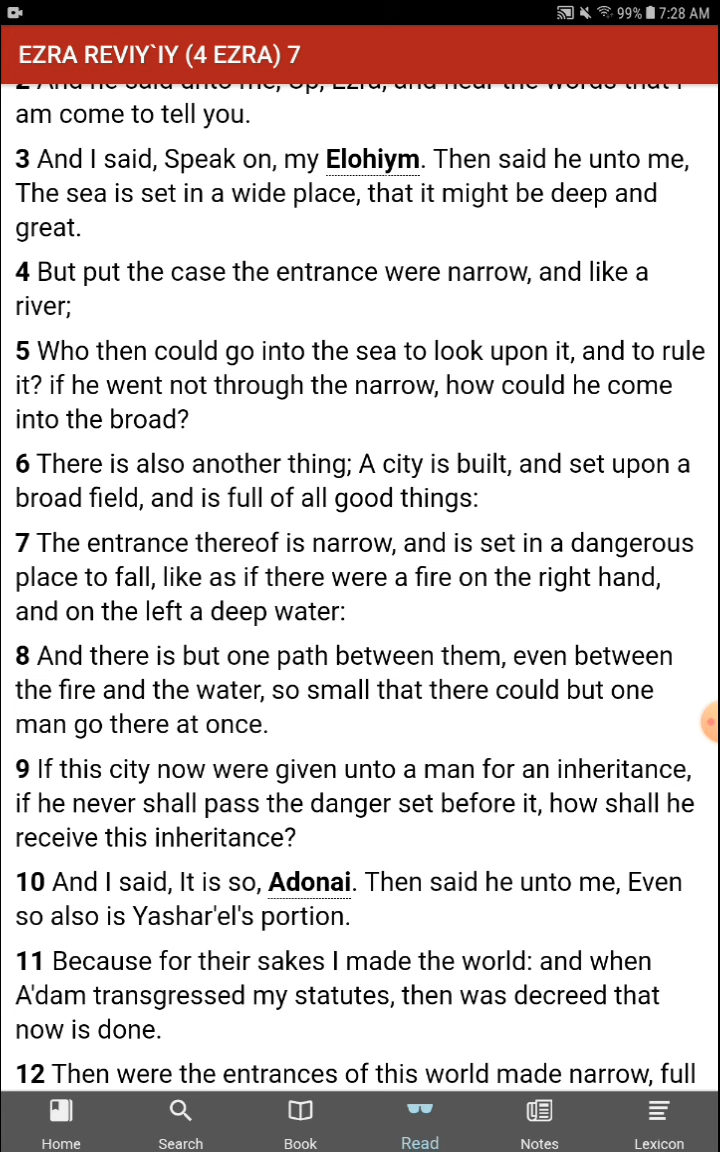 99% 7:28 AM
EZRA REVIY`IY (4 EZRA) 7
2 And he said unto me, Up, Ezra, and hear the words that I
am come to tell you.
3 And I said, Speak on, my Elohiym. Then said he unto me,
The sea is set in a wide place, that it might be deep and
great.
4 But put the case the entrance were narrow, and like a
river;
5 Who then could go into the sea to look upon it, and to rule
it? if he went not through the narrow, how could he come
into the broad?
6 There is also another thing; A city is built, and set upon a
broad field, and is full of all good things:
7 The entrance thereof is narrow, and is set in a dangerous
place to fall, like as if there were a fire on the right hand,
and on the left a deep water:
8 And there is but one path between them, even between
the fire and the water, so small that there could but one
man go there at once.
9 If this city now were given unto a man for an inheritance,
if he never shall pass the danger set before it, how shall he
receive this inheritance?
10 And I said, It is so, Adonai. Then said he unto me, Even
so also is Yashar'el's portion.
11 Because for their sakes I made the world: and when
A'dam transgressed my statutes, then was decreed that
now is done.
12 Then were the entrances of this world made narrow, full
Home Search Book Read Notes Lexicon